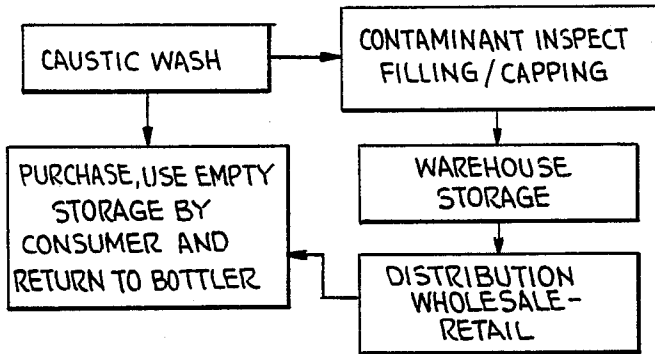 CAUSTIC WASH
CONTAMINANT INSPECT
FILLING/CAPPING
PURCHASE, USE EMPTY
STORAGE BY
CONSUMER AND
RETURN TO BOTTLER
WAREHOUSE
STORAGE
DISTRIBUTION
WHOLESALE-
RETAIL